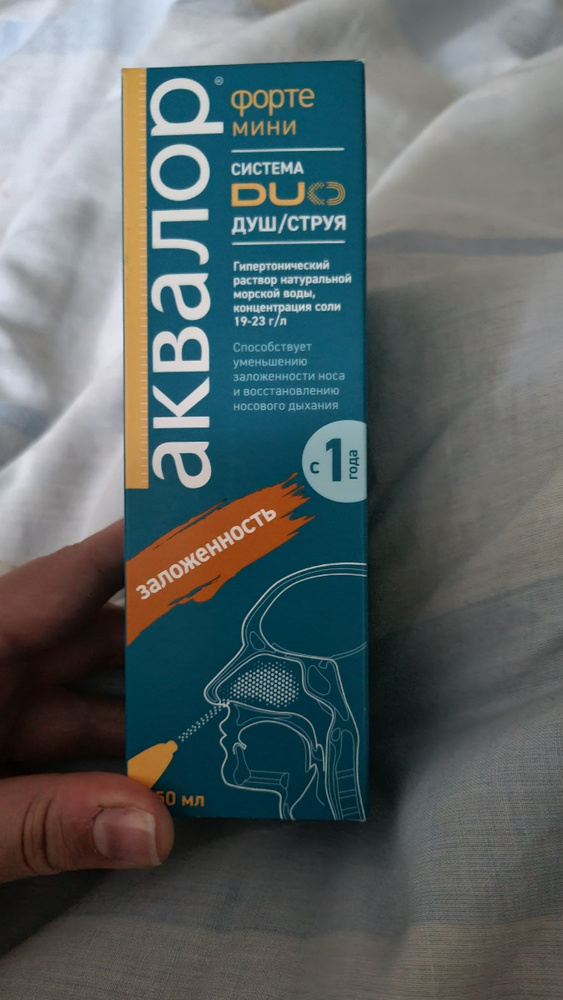 аквалор®
форте
мини
СИСТЕМА
DUO
ДУШ/СТРУЯ
Гипертонический
раствор натуральной
морской воды,
концентрация соли
19-23 г/л
Способствует
уменьшению
заложенности носа
и восстановлению
носового дыхания
с 1 года
заложенность
50 мл